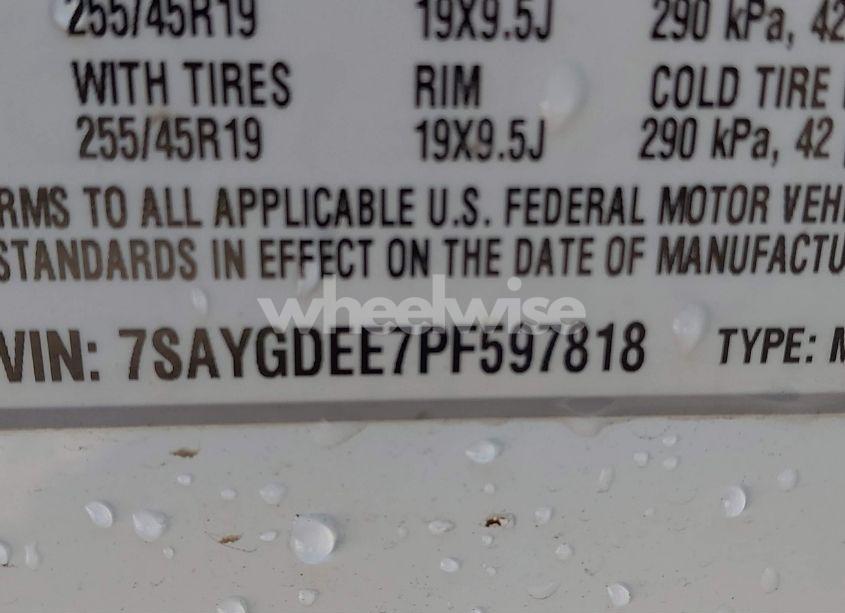 255/45R19 19X9.5J 290 kPa, 42
WITH TIRES RIM COLD TIRE
255/45R19 19X9.5J 290 kPa, 42
RMS TO ALL APPLICABLE U.S. FEDERAL MOTOR VEHI
STANDARDS IN EFFECT ON THE DATE OF MANUFACTU
wheelwise
VIN: 7SAYGDEE7PF597818 TYPE: M